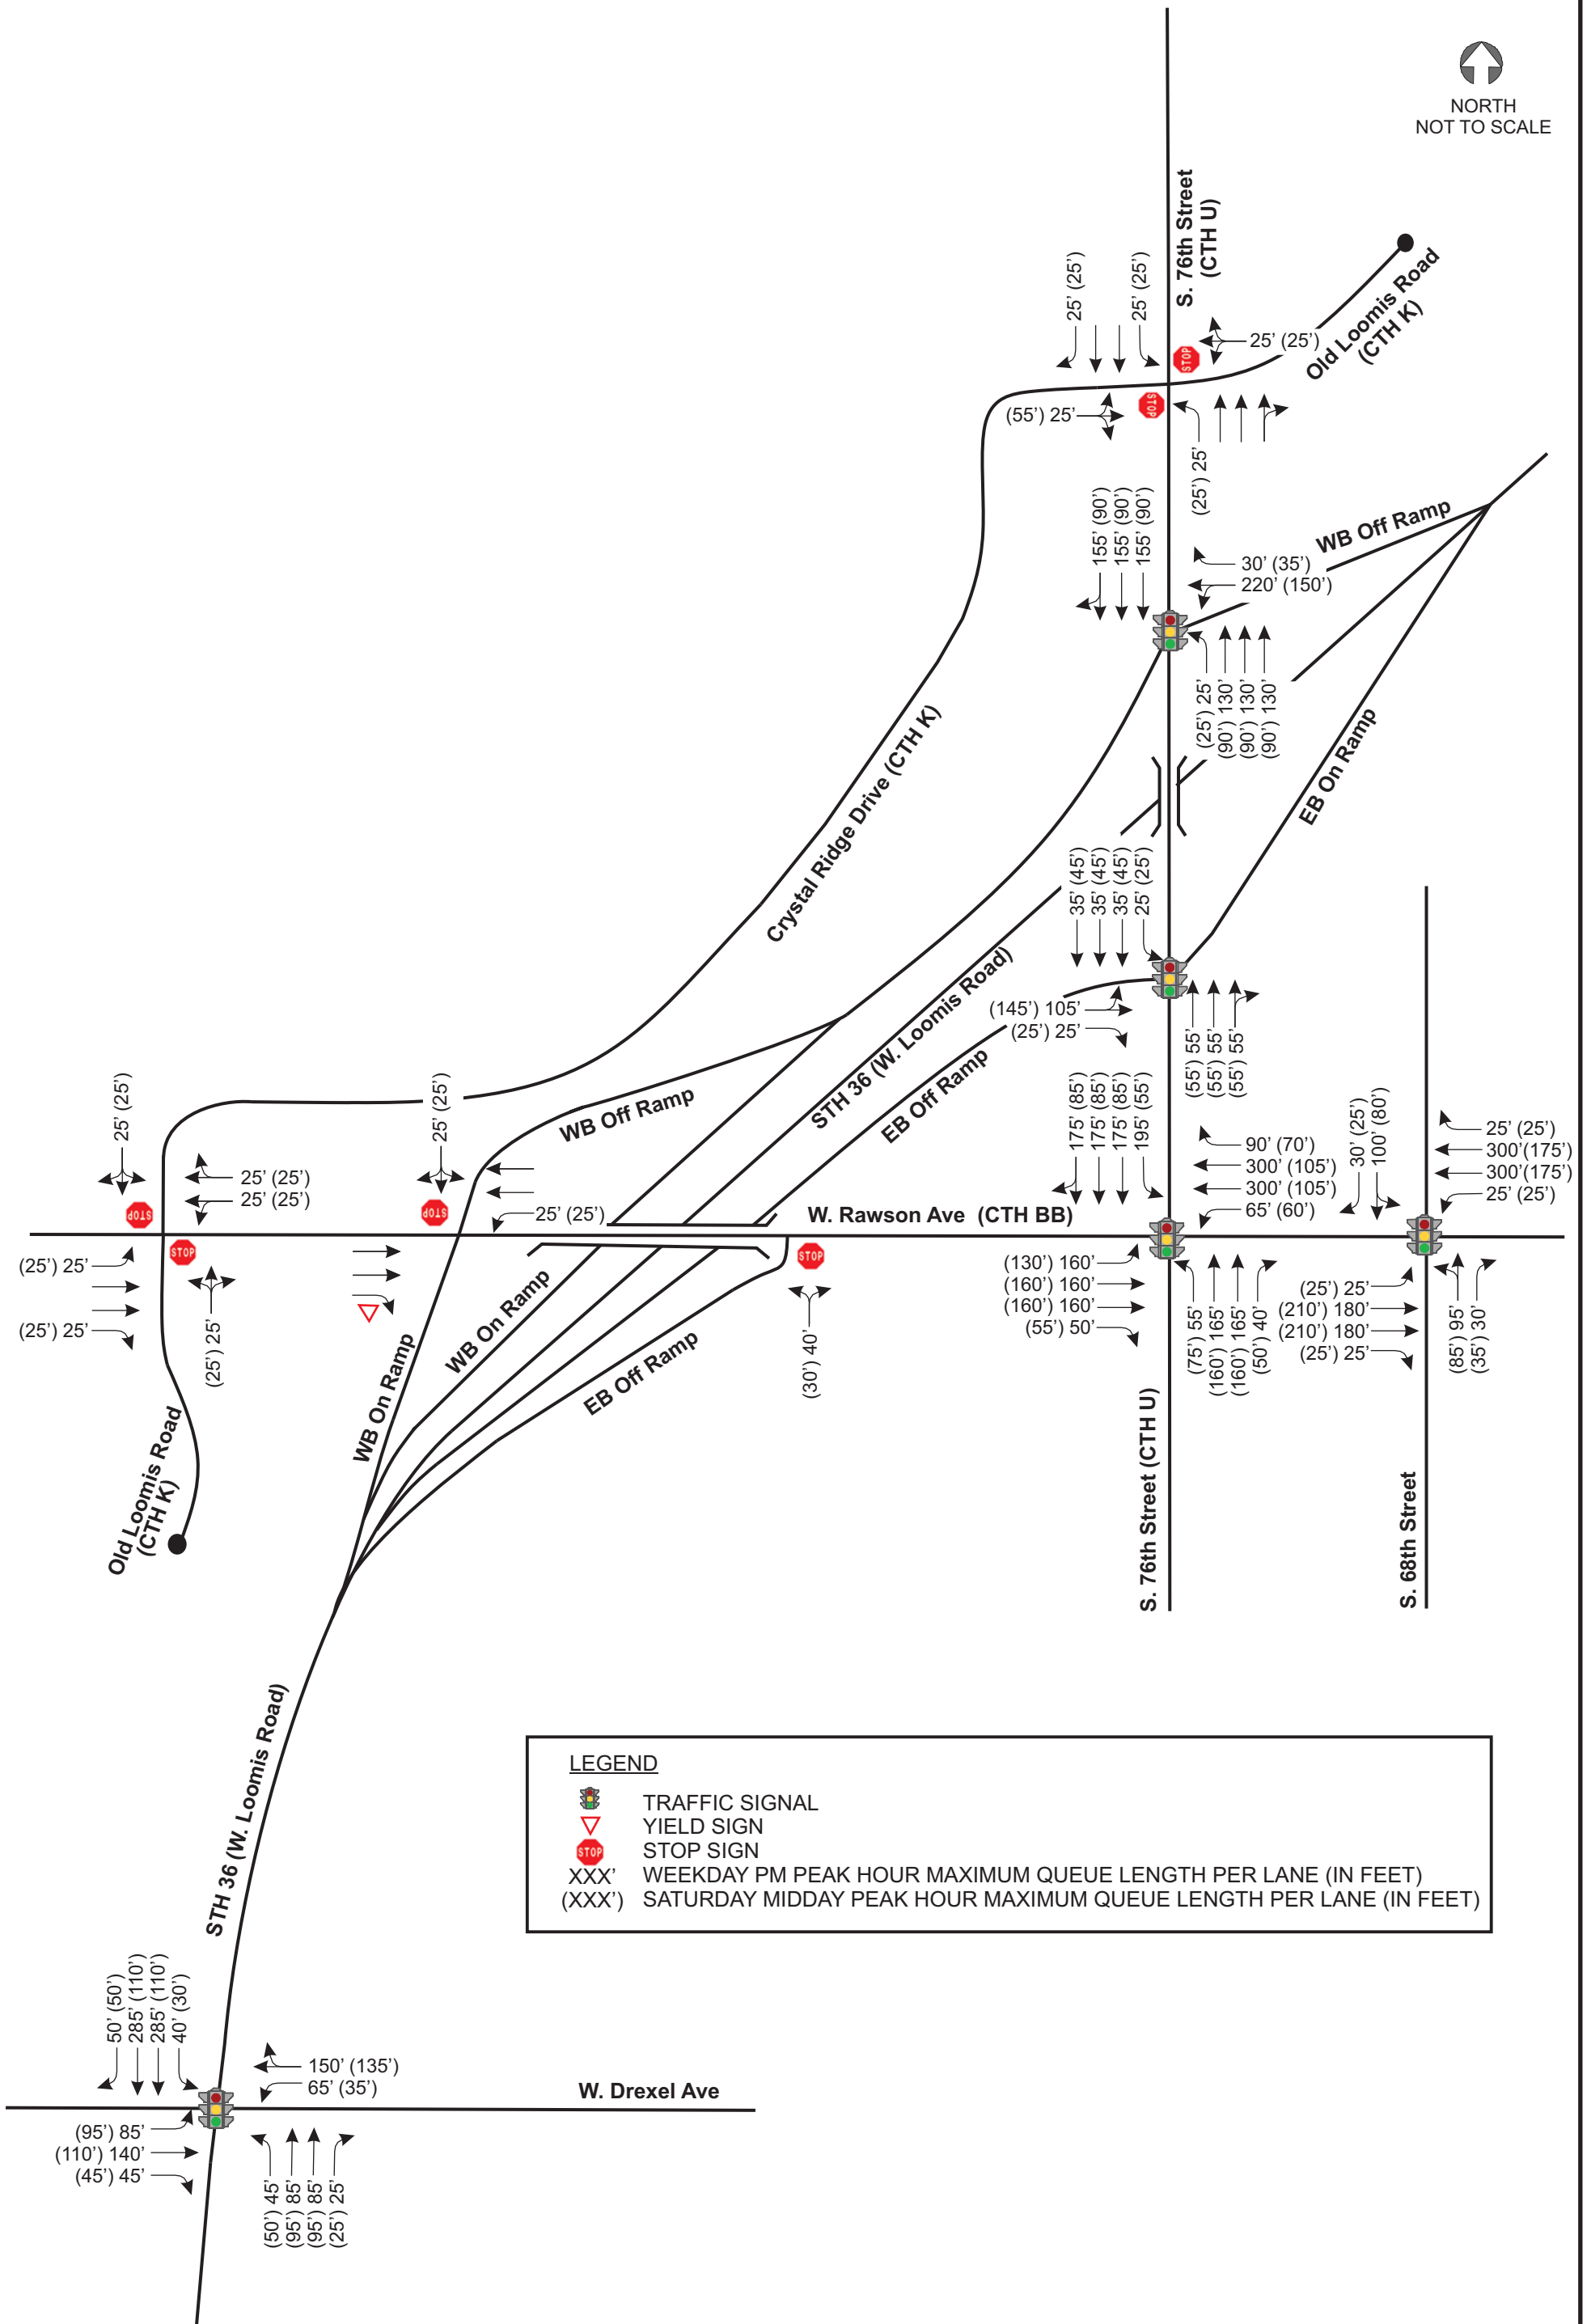 NORTH
NOT TO SCALE
S. 76th Street
(CTH U)
Old Loomis Road
(CTH K)
25' (25')
25' (25')
STOP
25' (25')
(55') 25'
STOP
(25') 25'
155' (90')
155' (90')
155' (90')
WB Off Ramp
30' (35')
220' (150')
(25') 25'
(90') 130'
(90') 130'
(90') 130'
Crystal Ridge Drive (CTH K)
EB On Ramp
35' (45')
35' (45')
35' (45')
25' (25')
STH 36 (W. Loomis Road)
(145') 105'
(25') 25'
(55') 55'
(55') 55'
(55') 55'
EB Off Ramp
WB Off Ramp
25' (25')
25' (25')
25' (25')
25' (25')
STOP
STOP
25' (25')
W. Rawson Ave (CTH BB)
175' (85')
175' (85')
175' (85')
195' (55')
90' (70')
300' (105')
300' (105')
65' (60')
30' (25')
100' (80')
25' (25')
300'(175')
300'(175')
25' (25')
(25') 25'
(25') 25'
STOP
(25') 25'
STOP
(30') 40'
(130') 160'
(160') 160'
(160') 160'
(55') 50'
(75') 55'
(160') 165'
(160') 165'
(50') 40'
(25') 25'
(210') 180'
(210') 180'
(25') 25'
(85') 95'
(35') 30'
WB On Ramp
WB On Ramp
EB Off Ramp
Old Loomis Road
(CTH K)
S. 76th Street (CTH U)
S. 68th Street
STH 36 (W. Loomis Road)
LEGEND
TRAFFIC SIGNAL
YIELD SIGN
STOP STOP SIGN
XXX' WEEKDAY PM PEAK HOUR MAXIMUM QUEUE LENGTH PER LANE (IN FEET)
(XXX') SATURDAY MIDDAY PEAK HOUR MAXIMUM QUEUE LENGTH PER LANE (IN FEET)
50' (50')
285' (110')
285' (110')
40' (30')
150' (135')
65' (35')
W. Drexel Ave
(95') 85'
(110') 140'
(45') 45'
(50') 45'
(95') 85'
(95') 85'
(25') 25'